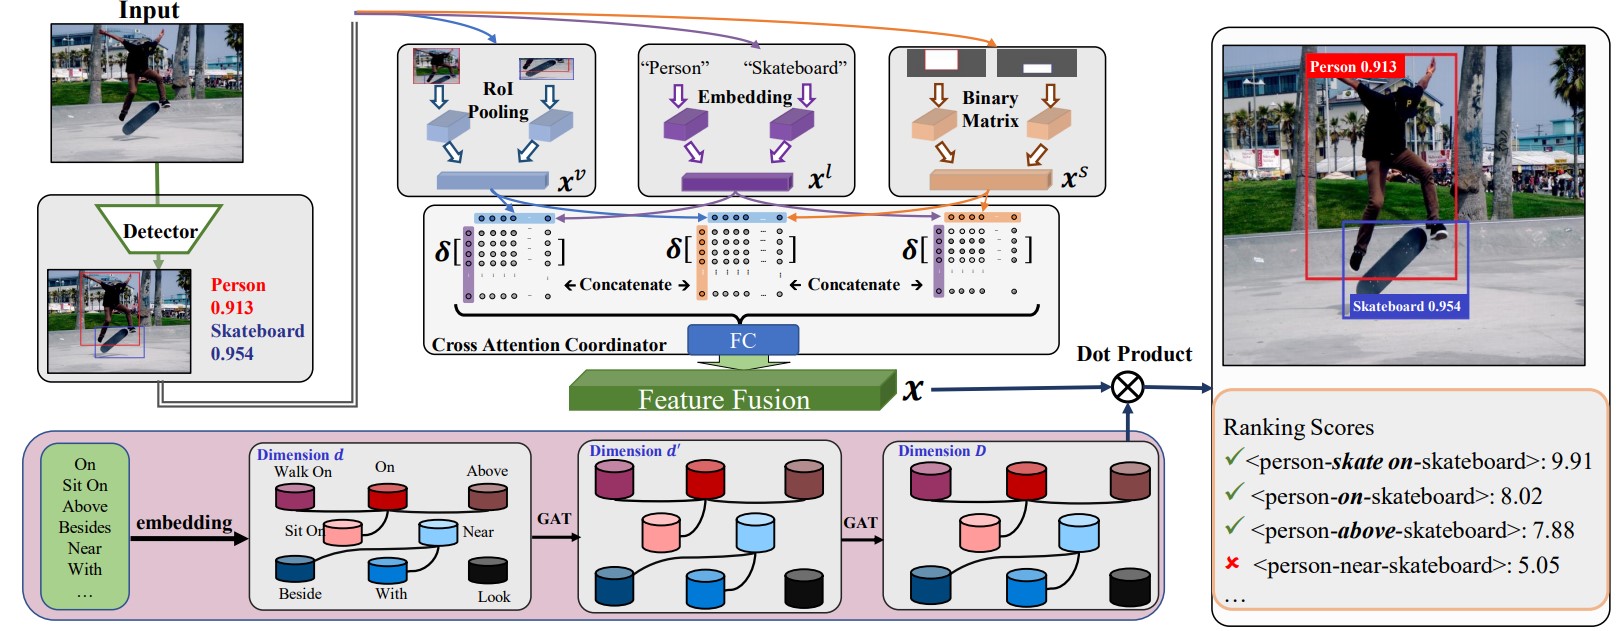 Input
Detector
Person
0.913
Skateboard
0.954
RoI
Pooling
xᵛ
“Person”
“Skateboard”
Embedding
xˡ
Binary
Matrix
xˢ
δ[ ]
δ[ ]
δ[ ]
← Concatenate →
← Concatenate →
Cross Attention Coordinator
FC
Feature Fusion
x
Dot Product
On
Sit On
Above
Besides
Near
With
…
embedding
Dimension d
Walk On
On
Above
Sit On
Near
Beside
With
Look
GAT
Dimension d′
GAT
Dimension D
Person 0.913
Skateboard 0.954
Ranking Scores
✓<person-skate on-skateboard>: 9.91
✓<person-on-skateboard>: 8.02
✓<person-above-skateboard>: 7.88
✘ <person-near-skateboard>: 5.05
…